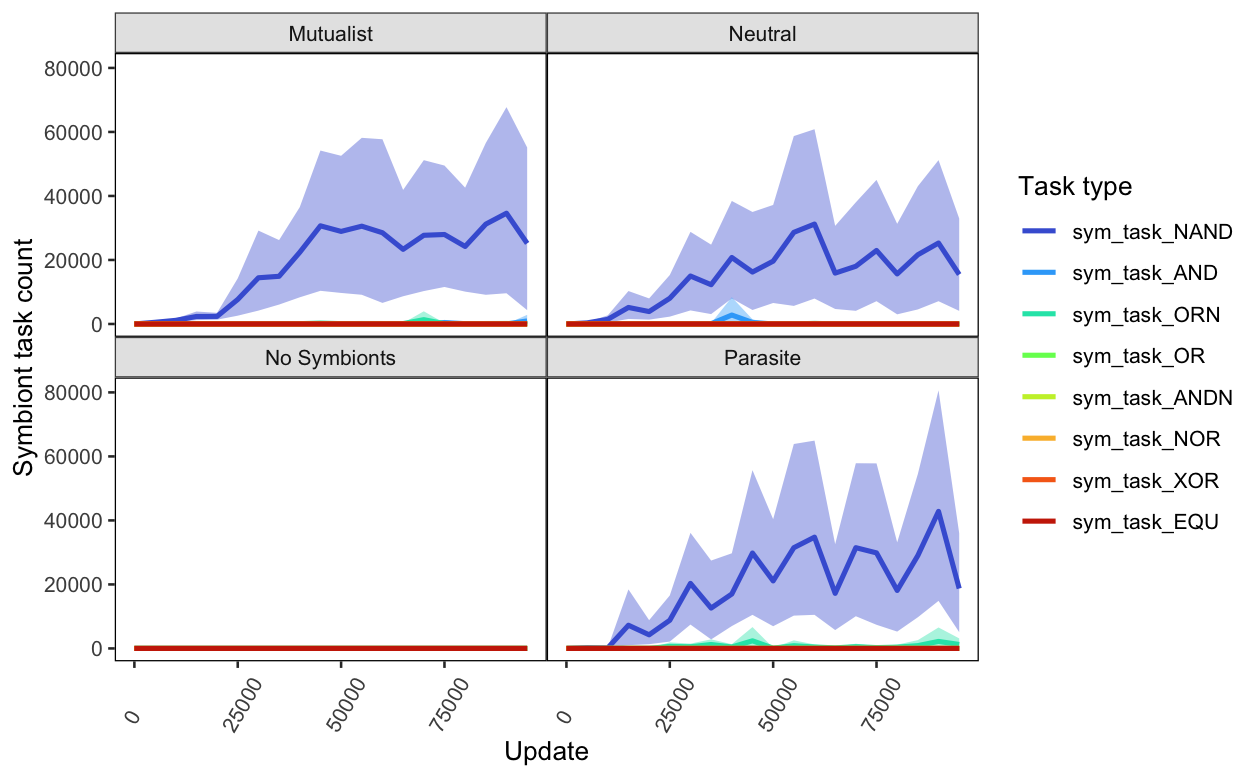 Mutualist
Neutral
80000
60000
40000
20000
0
No Symbionts
Parasite
80000
60000
40000
20000
0
0
25000
50000
75000
0
25000
50000
75000
Update
Symbiont task count
Task type
sym_task_NAND
sym_task_AND
sym_task_ORN
sym_task_OR
sym_task_ANDN
sym_task_NOR
sym_task_XOR
sym_task_EQU